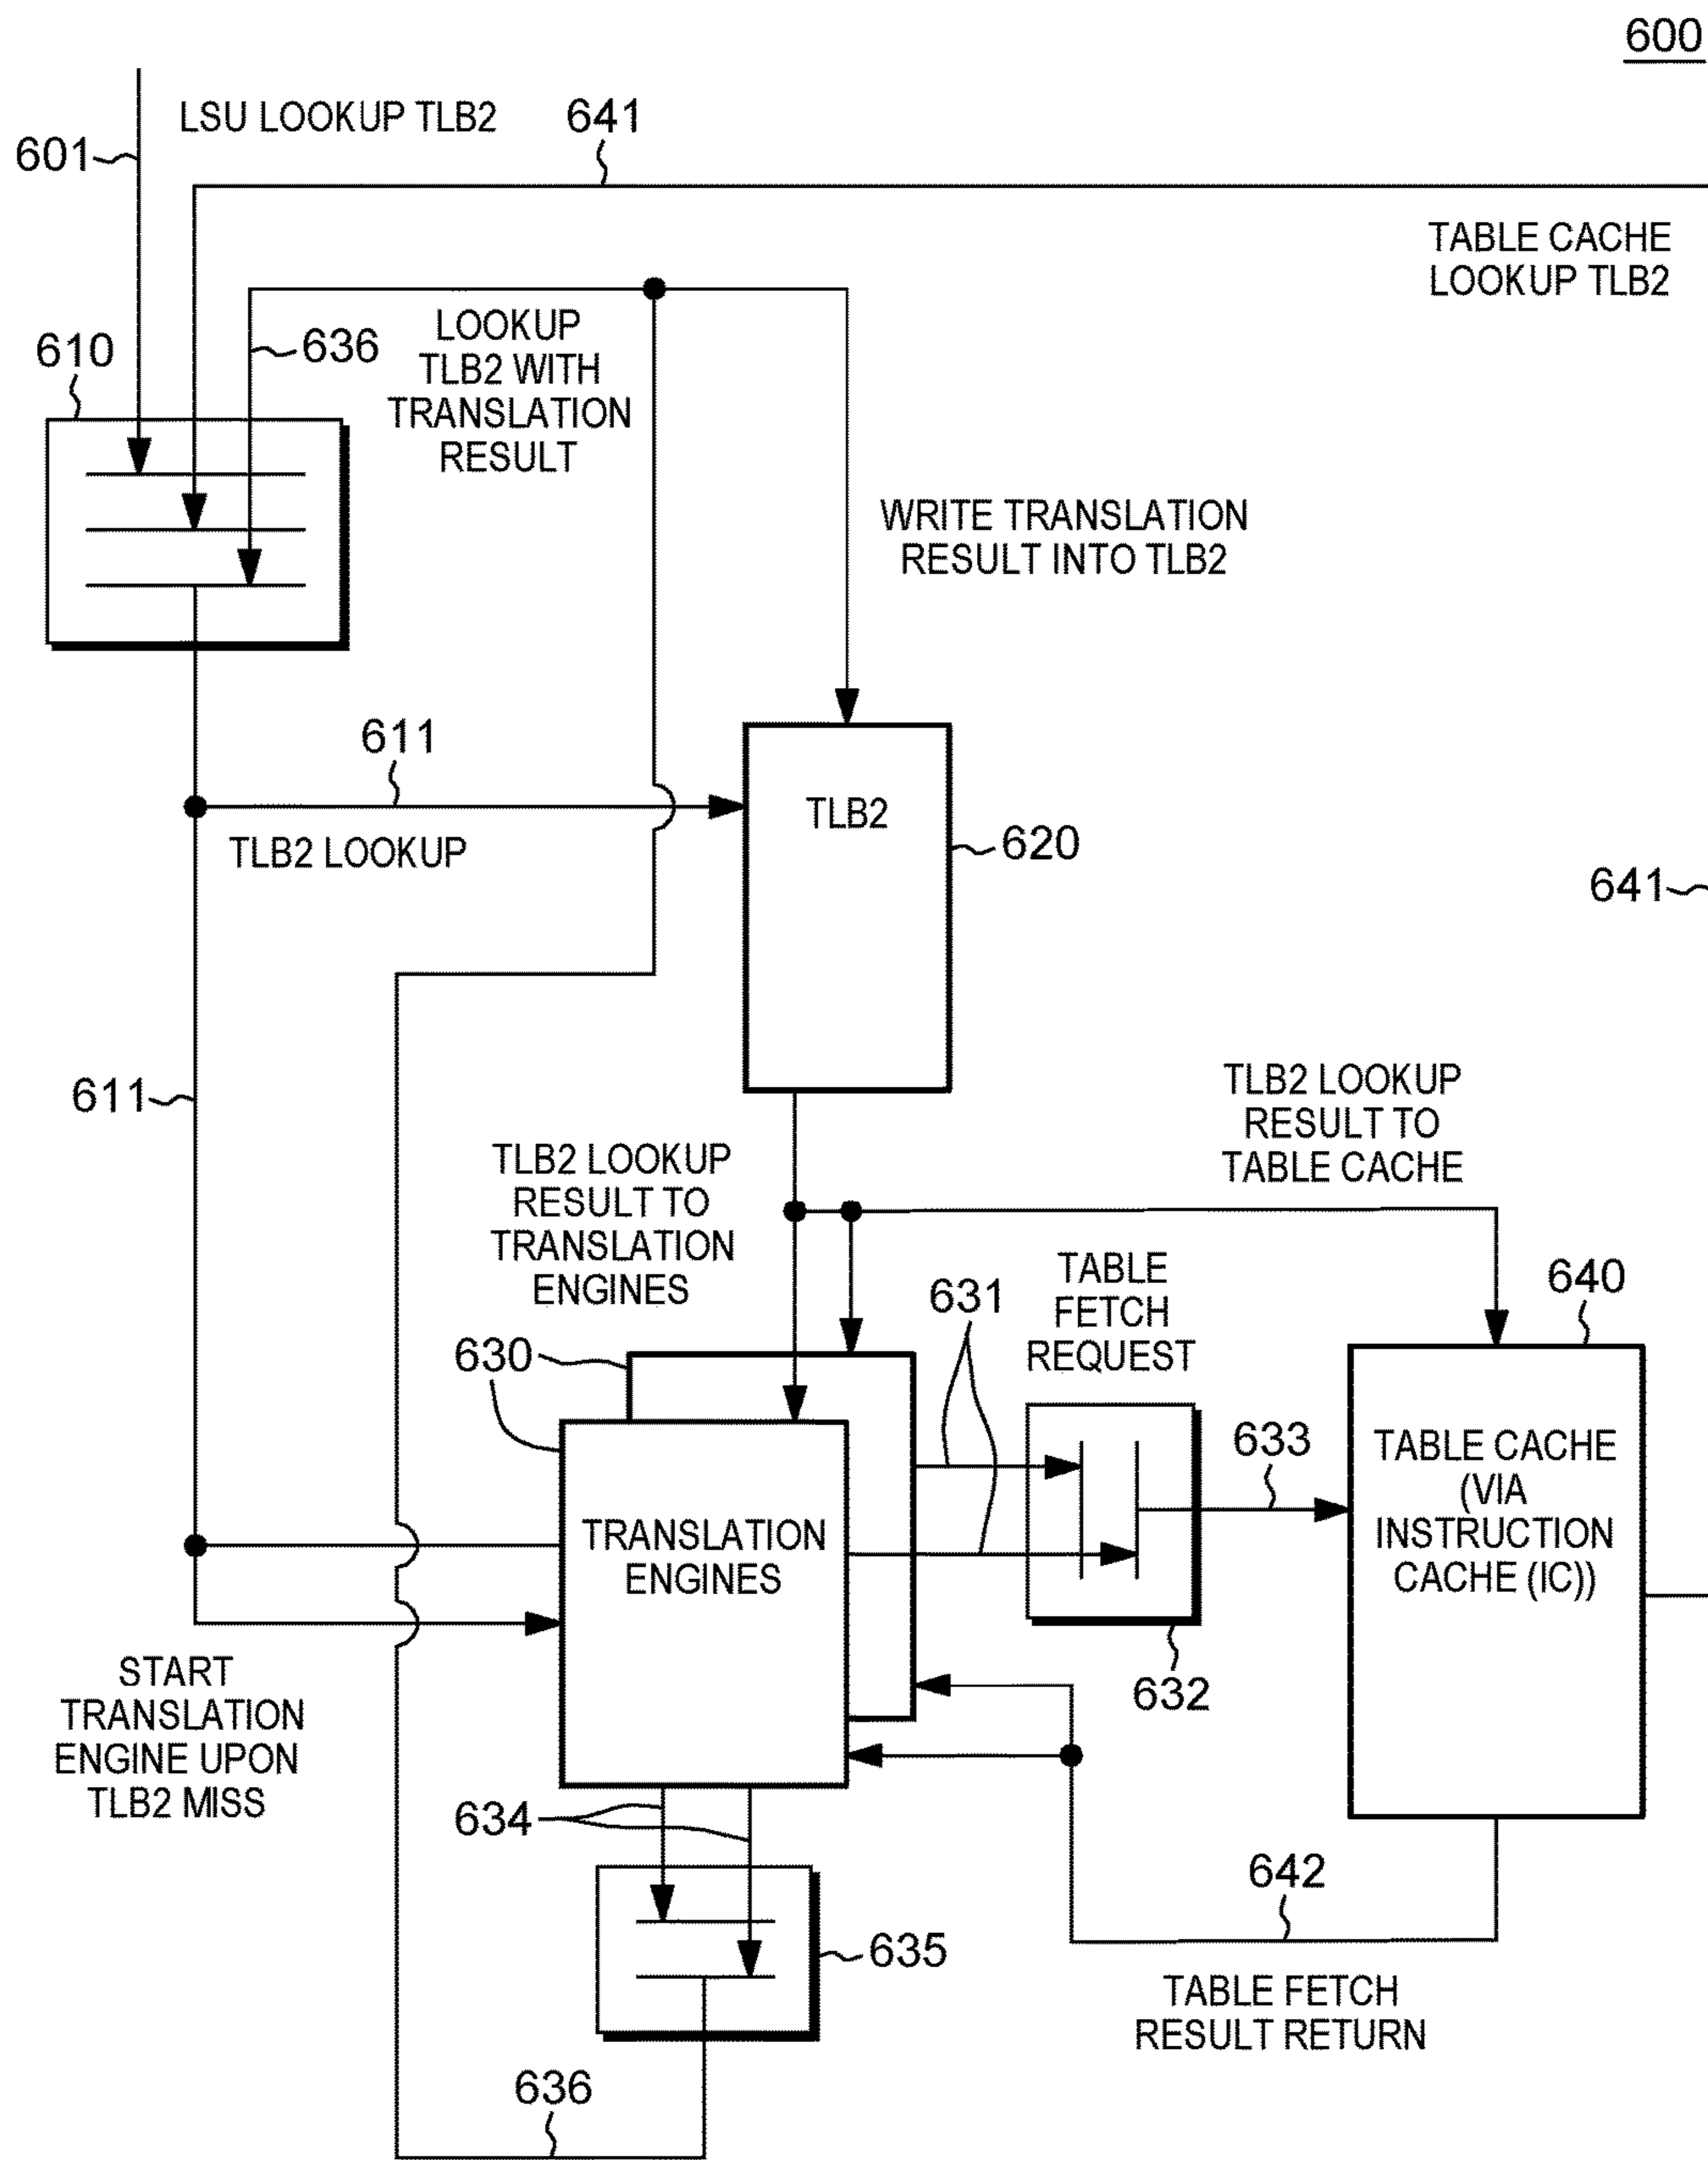 600
LSU LOOKUP TLB2
641
601
TABLE CACHE
LOOKUP TLB2
610
636
LOOKUP
TLB2 WITH
TRANSLATION
RESULT
WRITE TRANSLATION
RESULT INTO TLB2
611
TLB2
TLB2 LOOKUP
620
641
611
TLB2 LOOKUP
RESULT TO
TABLE CACHE
TLB2 LOOKUP
RESULT TO
TRANSLATION
ENGINES
TABLE
FETCH
REQUEST
631
640
630
633
TABLE CACHE
(VIA
INSTRUCTION
CACHE (IC))
TRANSLATION
ENGINES
632
START
TRANSLATION
ENGINE UPON
TLB2 MISS
634
642
635
TABLE FETCH
RESULT RETURN
636